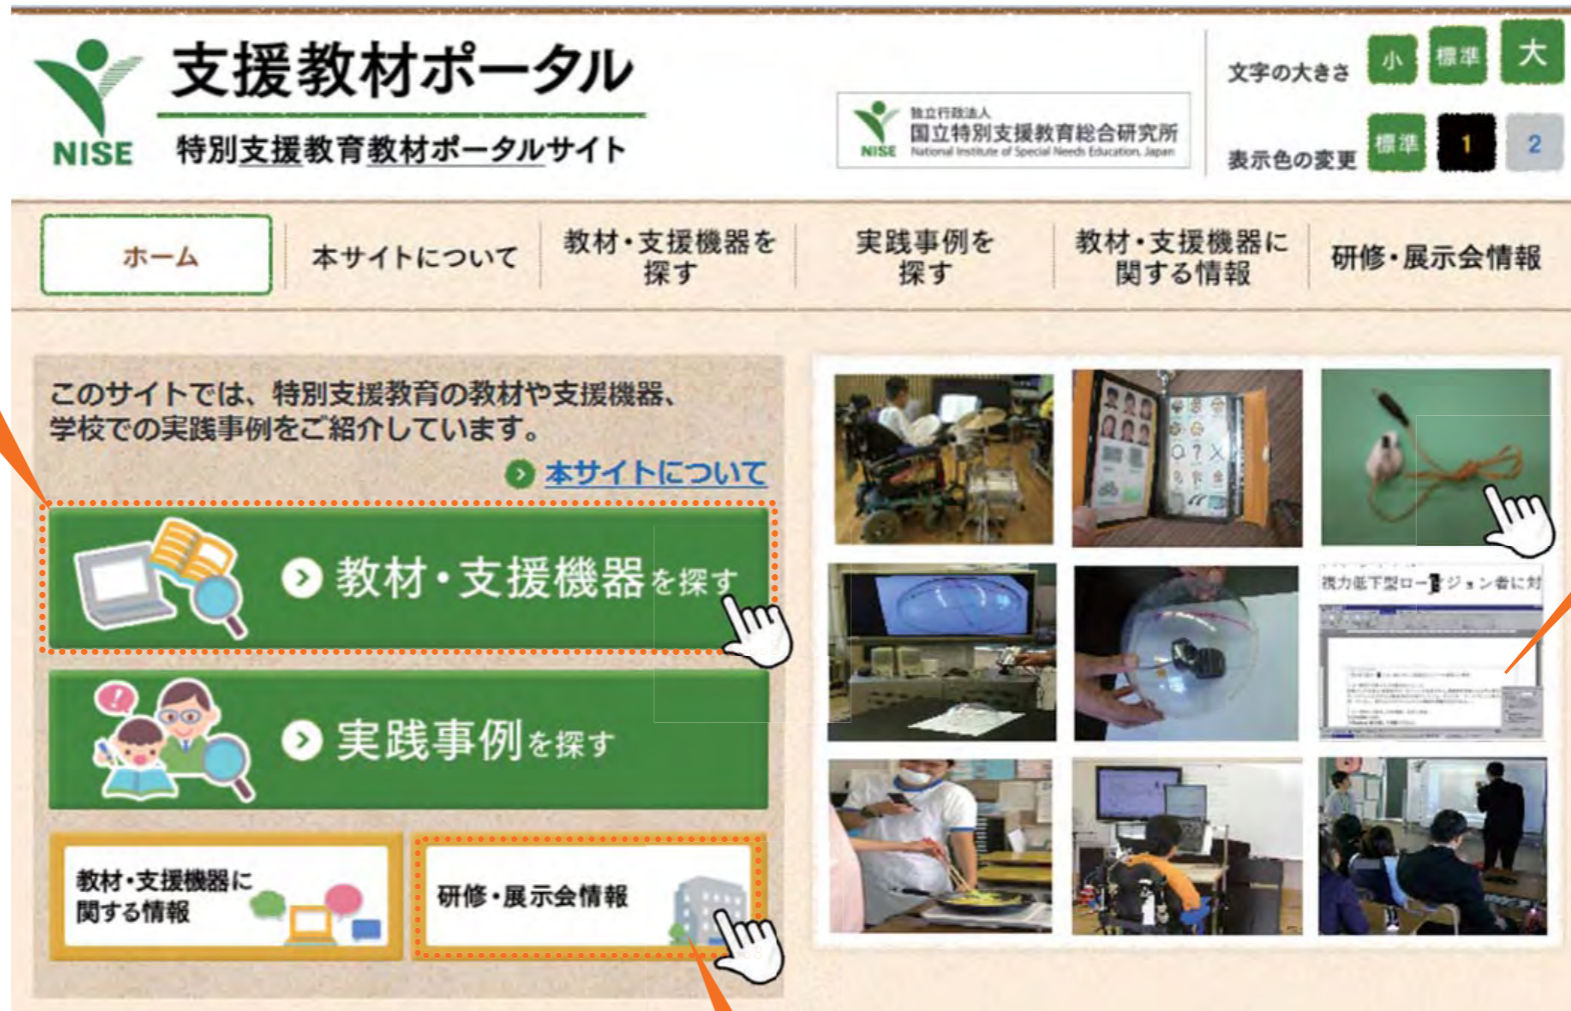 支援教材ポータル
NISE
特別支援教育教材ポータルサイト
NISE
独立行政法人
国立特別支援教育総合研究所
National Institute of Special Needs Education, Japan
文字の大きさ 小 標準 大
表示色の変更 標準 1 2
ホーム
本サイトについて
教材・支援機器を
探す
実践事例を
探す
教材・支援機器に
関する情報
研修・展示会情報
このサイトでは、特別支援教育の教材や支援機器、
学校での実践事例をご紹介しています。
本サイトについて
教材・支援機器を探す
実践事例を探す
教材・支援機器に
関する情報
研修・展示会情報